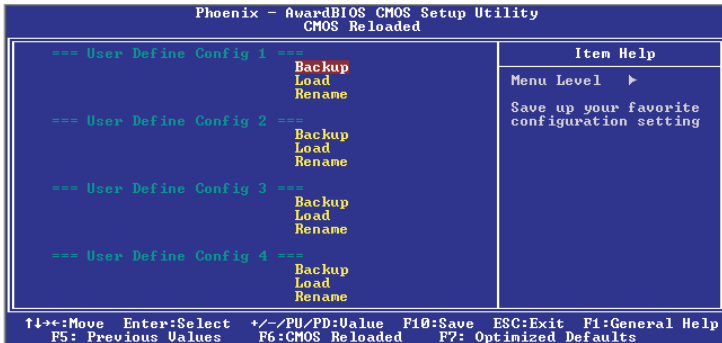 Phoenix - AwardBIOS CMOS Setup Utility
CMOS Reloaded
=== User Define Config 1 ===
Backup
Load
Rename
=== User Define Config 2 ===
Backup
Load
Rename
=== User Define Config 3 ===
Backup
Load
Rename
=== User Define Config 4 ===
Backup
Load
Rename
Item Help
Menu Level ▶
Save up your favorite
configuration setting
↑↓→←:Move Enter:Select +/-/PU/PD:Value F10:Save ESC:Exit F1:General Help
F5: Previous Values F6:CMOS Reloaded F7: Optimized Defaults